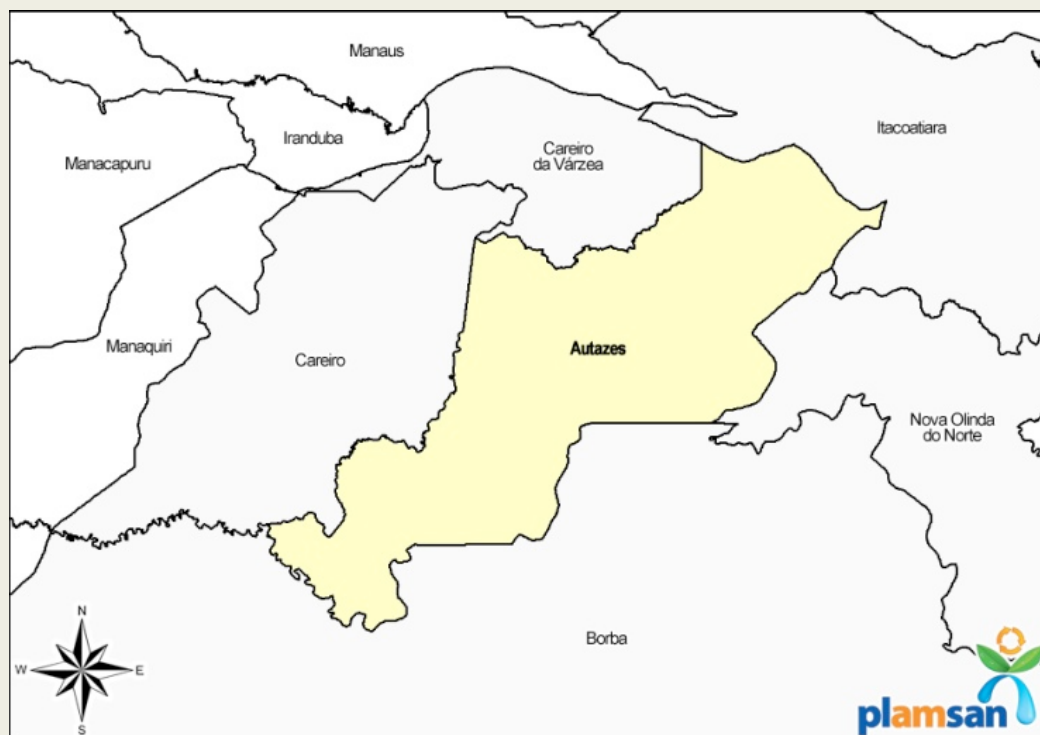 Manaus
Iranduba
Manacapuru
Careiro
da Várzea
Itacoatiara
Manaquiri
Careiro
Autazes
Nova Olinda
do Norte
Borba
N
W
E
S
plamsan